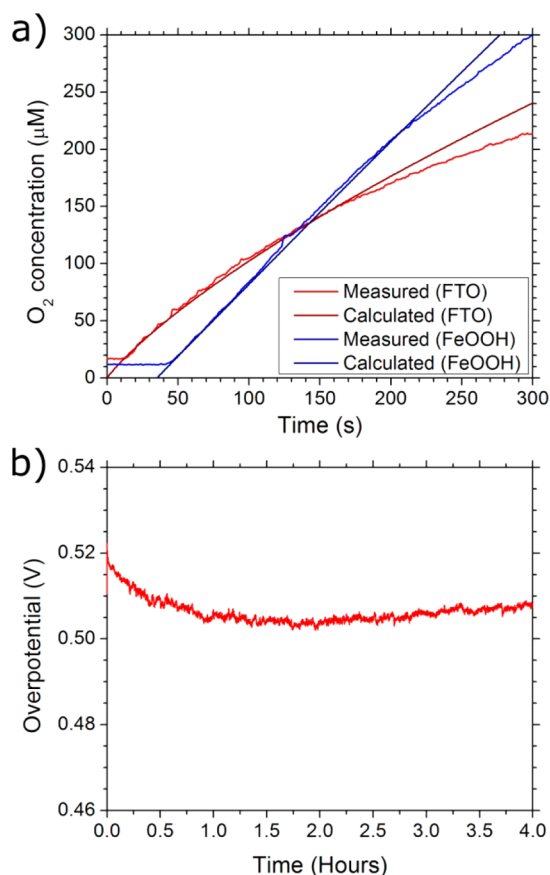 a)
300
250
200
150
100
50
0
O₂ concentration (μM)
Measured (FTO)
Calculated (FTO)
Measured (FeOOH)
Calculated (FeOOH)
0 50 100 150 200 250 300
Time (s)
b)
0.54
0.52
0.50
0.48
0.46
Overpotential (V)
0.0 0.5 1.0 1.5 2.0 2.5 3.0 3.5 4.0
Time (Hours)